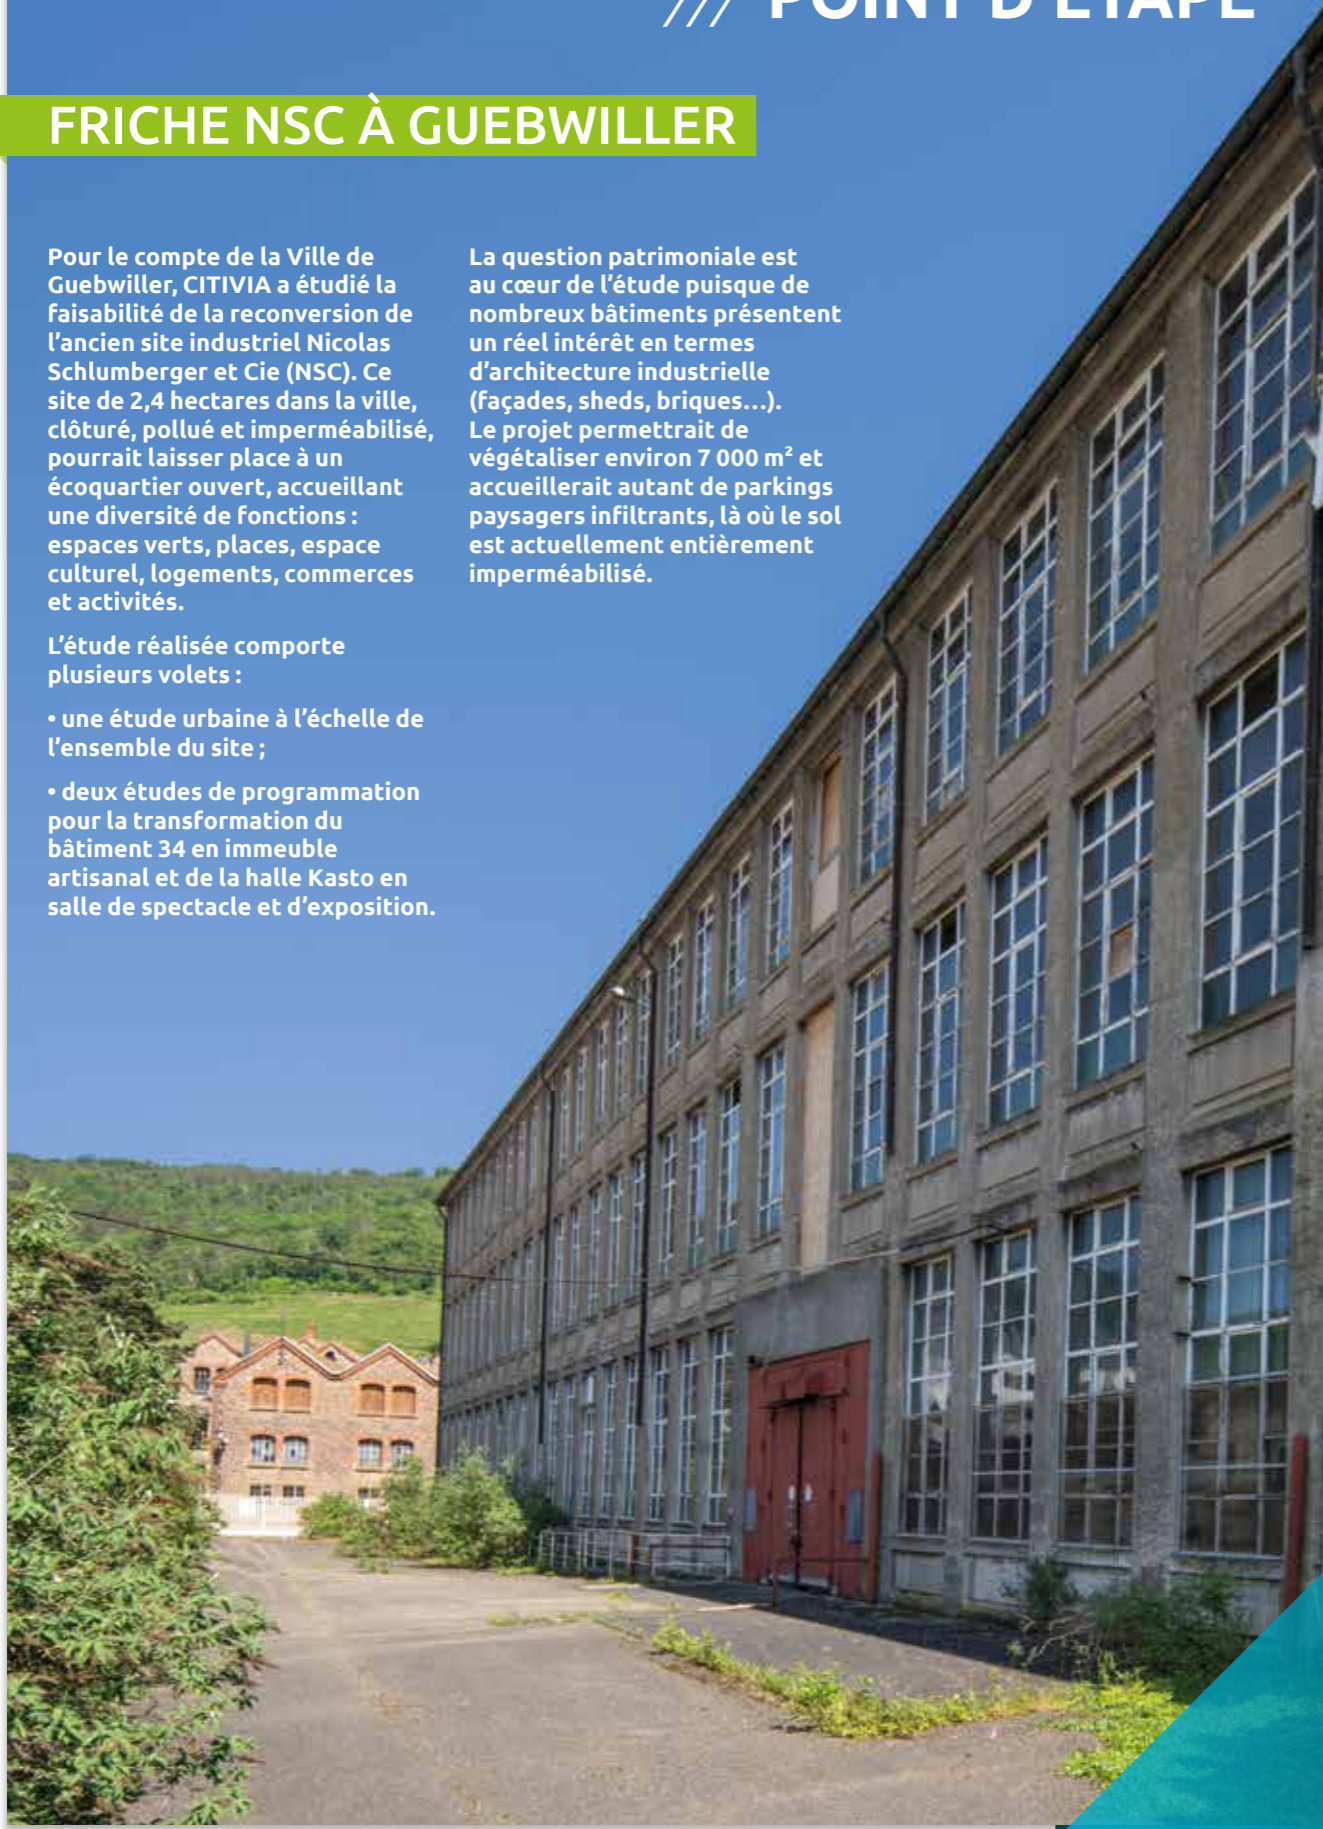 /// POINT D'ÉTAPE
FRICHE NSC À GUEBWILLER
Pour le compte de la Ville de
Guebwiller, CITIVIA a étudié la
faisabilité de la reconversion de
l’ancien site industriel Nicolas
Schlumberger et Cie (NSC). Ce
site de 2,4 hectares dans la ville,
clôturé, pollué et imperméabilisé,
pourrait laisser place à un
écoquartier ouvert, accueillant
une diversité de fonctions :
espaces verts, places, espace
culturel, logements, commerces
et activités.
L’étude réalisée comporte
plusieurs volets :
• une étude urbaine à l’échelle de
l’ensemble du site ;
• deux études de programmation
pour la transformation du
bâtiment 34 en immeuble
artisanal et de la halle Kasto en
salle de spectacle et d’exposition.
La question patrimoniale est
au cœur de l’étude puisque de
nombreux bâtiments présentent
un réel intérêt en termes
d’architecture industrielle
(façades, sheds, briques…).
Le projet permettrait de
végétaliser environ 7 000 m² et
accueillerait autant de parkings
paysagers infiltrants, là où le sol
est actuellement entièrement
imperméabilisé.